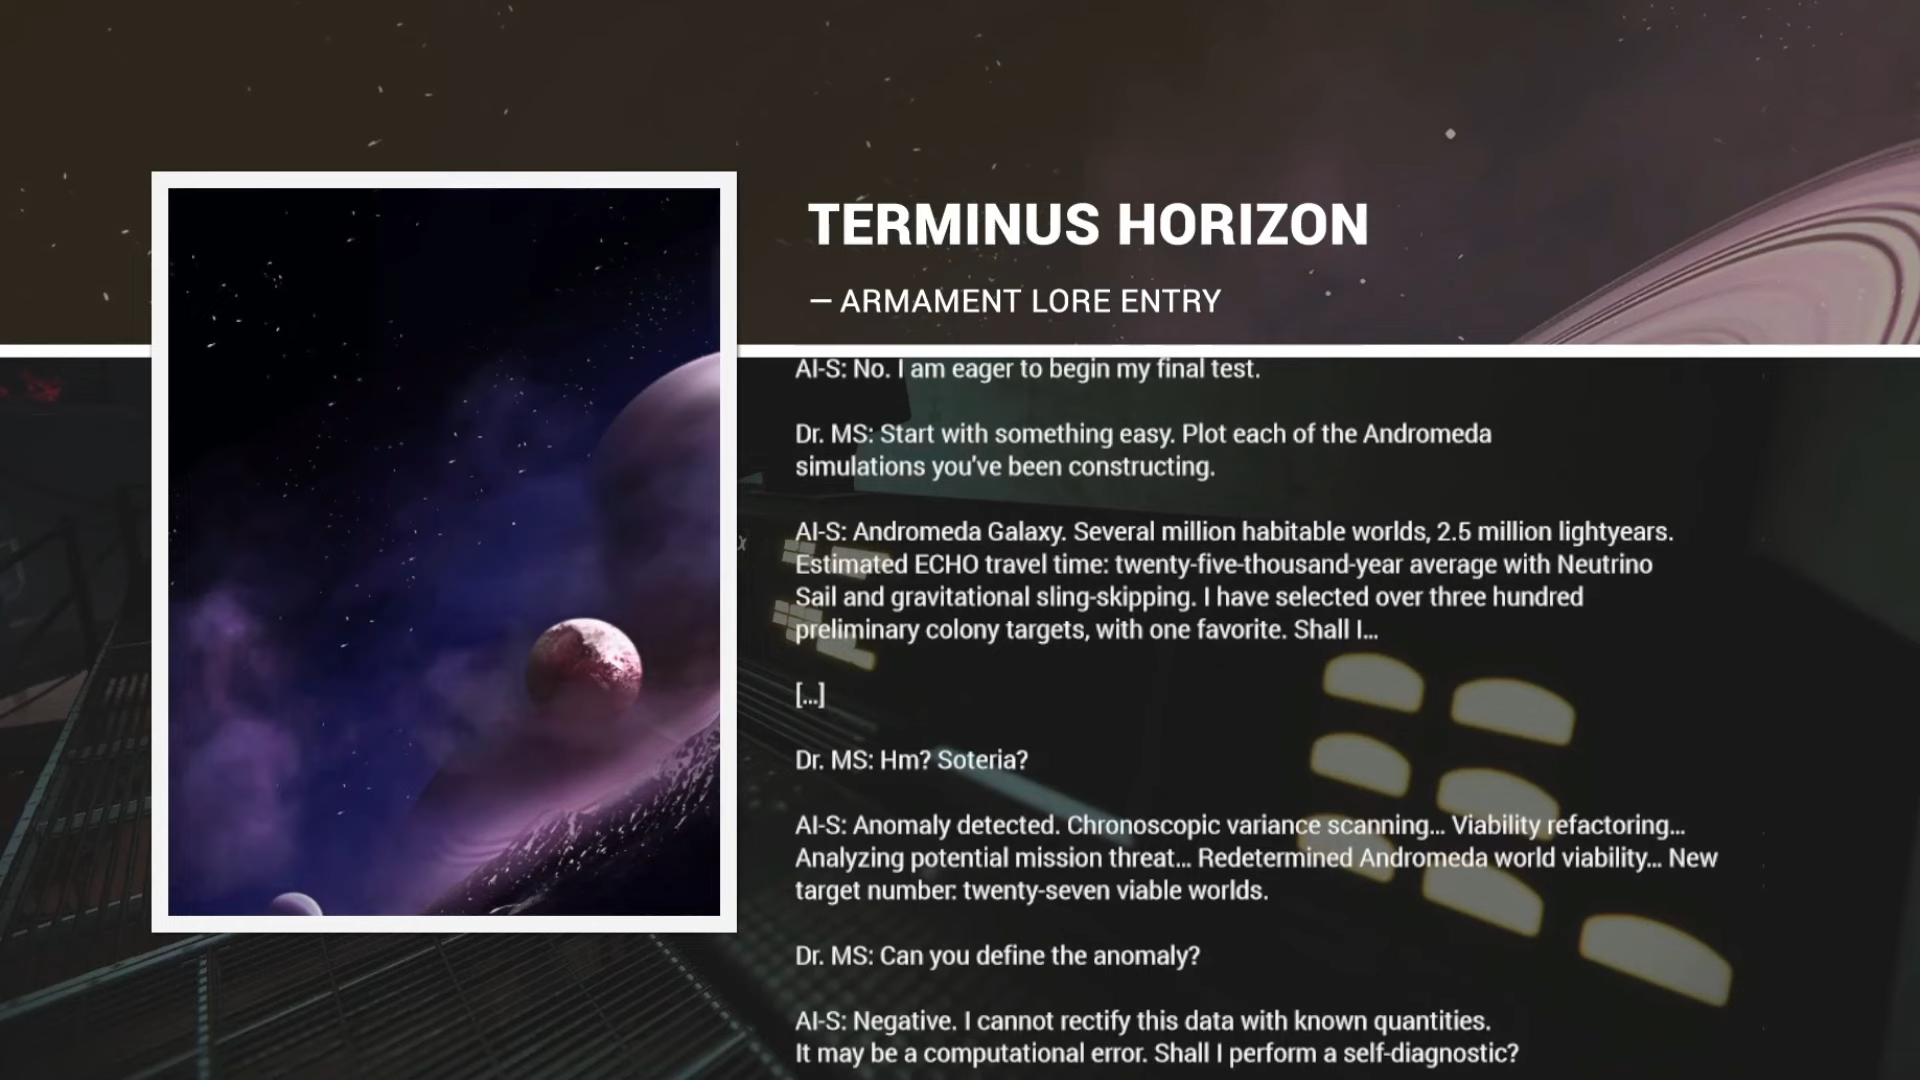 TERMINUS HORIZON
– ARMAMENT LORE ENTRY
AI-S: No. I am eager to begin my final test.
Dr. MS: Start with something easy. Plot each of the Andromeda
simulations you've been constructing.
AI-S: Andromeda Galaxy. Several million habitable worlds, 2.5 million lightyears.
Estimated ECHO travel time: twenty-five-thousand-year average with Neutrino
Sail and gravitational sling-skipping. I have selected over three hundred
preliminary colony targets, with one favorite. Shall I...
[...]
Dr. MS: Hm? Soteria?
AI-S: Anomaly detected. Chronoscopic variance scanning... Viability refactoring...
Analyzing potential mission threat... Redetermined Andromeda world viability... New
target number: twenty-seven viable worlds.
Dr. MS: Can you define the anomaly?
AI-S: Negative. I cannot rectify this data with known quantities.
It may be a computational error. Shall I perform a self-diagnostic?